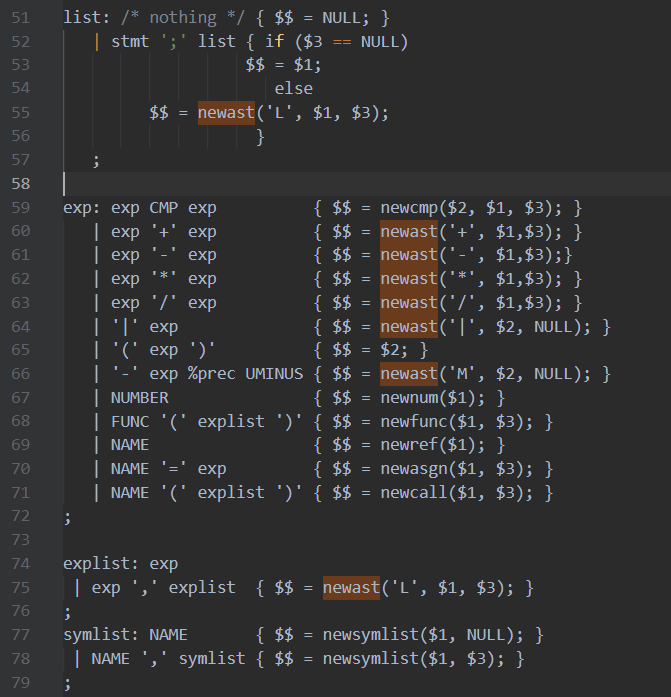 51 list: /* nothing */ { $$ = NULL; }
52    | stmt ';' list { if ($3 == NULL)
53                    $$ = $1;
54                       else
55          $$ = newast('L', $1, $3);
56                     }
57    ;
58
59 exp: exp CMP exp          { $$ = newcmp($2, $1, $3); }
60    | exp '+' exp          { $$ = newast('+', $1,$3); }
61    | exp '-' exp          { $$ = newast('-', $1,$3);}
62    | exp '*' exp          { $$ = newast('*', $1,$3); }
63    | exp '/' exp          { $$ = newast('/', $1,$3); }
64    | '|' exp              { $$ = newast('|', $2, NULL); }
65    | '(' exp ')'          { $$ = $2; }
66    | '-' exp %prec UMINUS { $$ = newast('M', $2, NULL); }
67    | NUMBER               { $$ = newnum($1); }
68    | FUNC '(' explist ')' { $$ = newfunc($1, $3); }
69    | NAME                 { $$ = newref($1); }
70    | NAME '=' exp         { $$ = newasgn($1, $3); }
71    | NAME '(' explist ')' { $$ = newcall($1, $3); }
72 ;
73
74 explist: exp
75  | exp ',' explist  { $$ = newast('L', $1, $3); }
76 ;
77 symlist: NAME       { $$ = newsymlist($1, NULL); }
78  | NAME ',' symlist { $$ = newsymlist($1, $3); }
79 ;